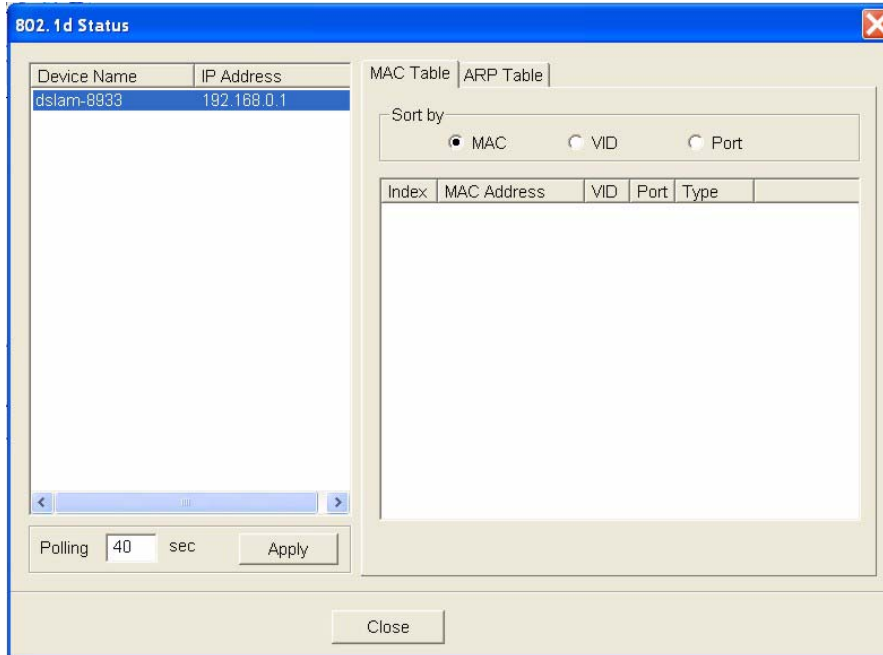 802.1d Status
Device Name IP Address
dslam-8933 192.168.0.1
Polling 40 sec Apply
MAC Table ARP Table
Sort by
MAC VID Port
Index MAC Address VID Port Type
Close